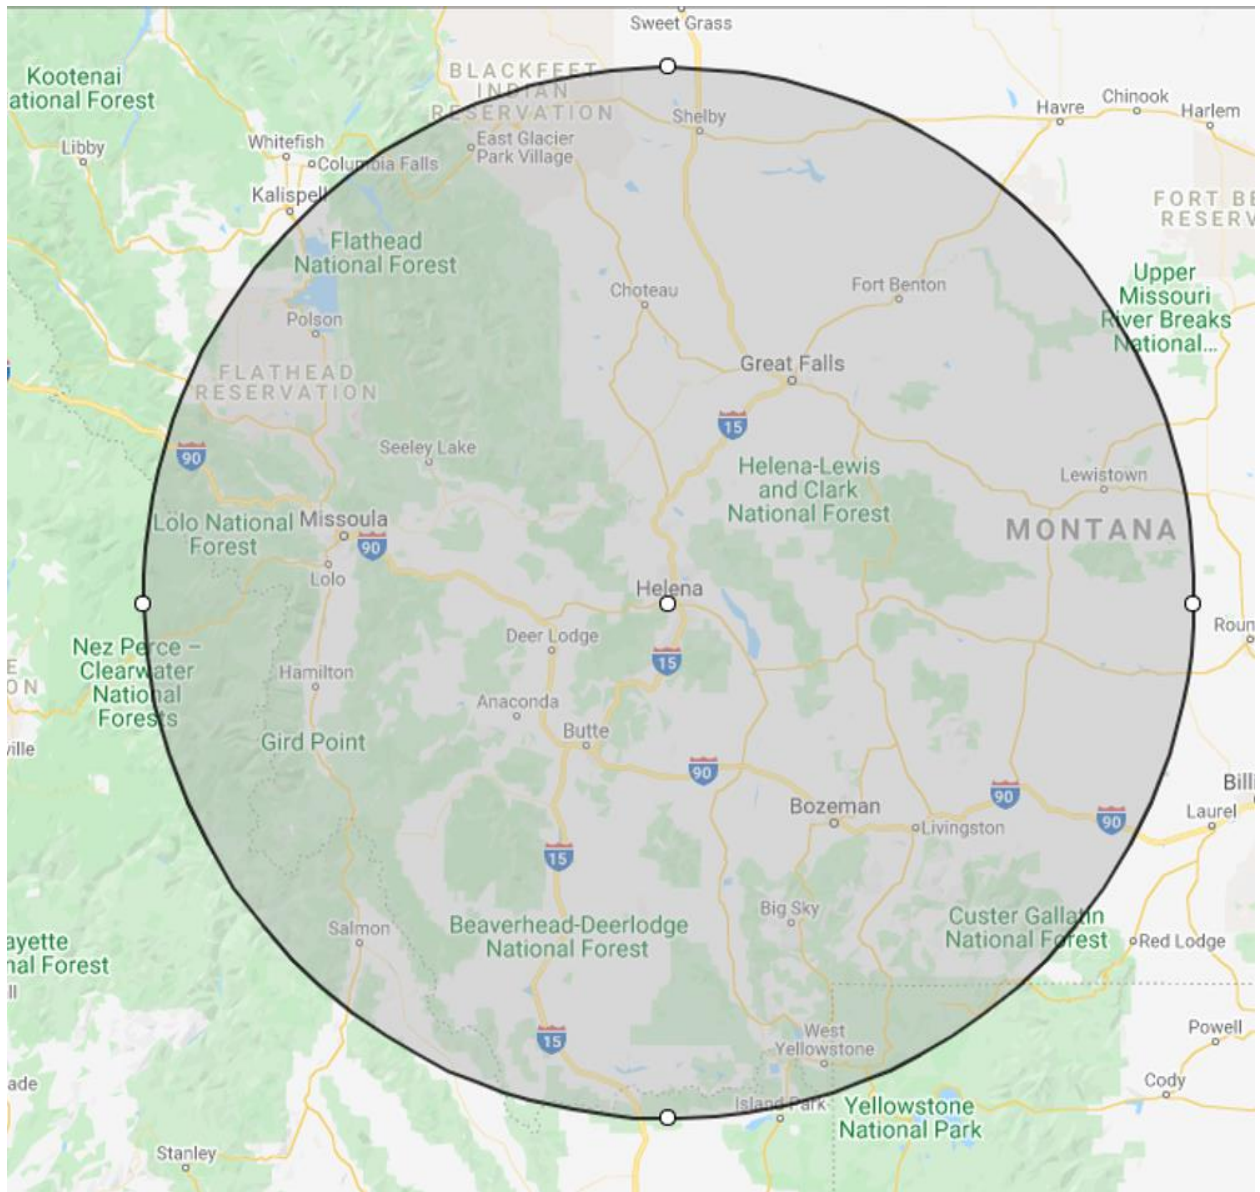 Sweet Grass
Kootenai
ational Forest
BLACKFEET
INDIAN
RESERVATION
Havre
Chinook
Harlem
Shelby
Libby
Whitefish
East Glacier
Park Village
Columbia Falls
Kalispell
FORT BE
RESERV
Flathead
National Forest
Upper
Missouri
River Breaks
National...
Choteau
Fort Benton
Polson
Great Falls
FLATHEAD
RESERVATION
15
Seeley Lake
90
Helena-Lewis
and Clark
National Forest
Lewistown
Lolo National
Forest
Missoula
90
MONTANA
Lolo
Helena
Roun
Deer Lodge
Nez Perce –
Clearwater
National
Forests
E
ON
15
Hamilton
Anaconda
Butte
Gird Point
ville
90
Billi
90
Bozeman
Laurel
90
Livingston
15
Big Sky
Salmon
Beaverhead-Deerlodge
National Forest
Custer Gallatin
National Forest
Red Lodge
ayette
nal Forest
ll
15
West
Yellowstone
Powell
ade
Cody
Island Park
Yellowstone
National Park
Stanley